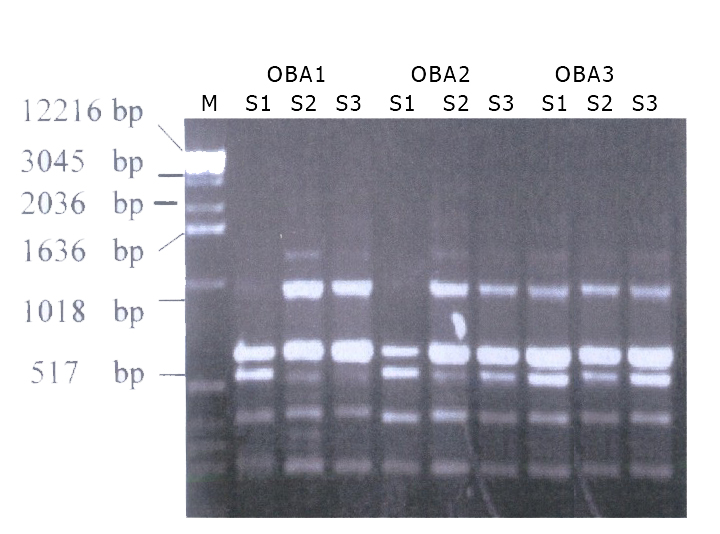 OBA1 OBA2 OBA3
M S1 S2 S3 S1 S2 S3 S1 S2 S3
12216 bp
3045 bp
2036 bp
1636 bp
1018 bp
517 bp